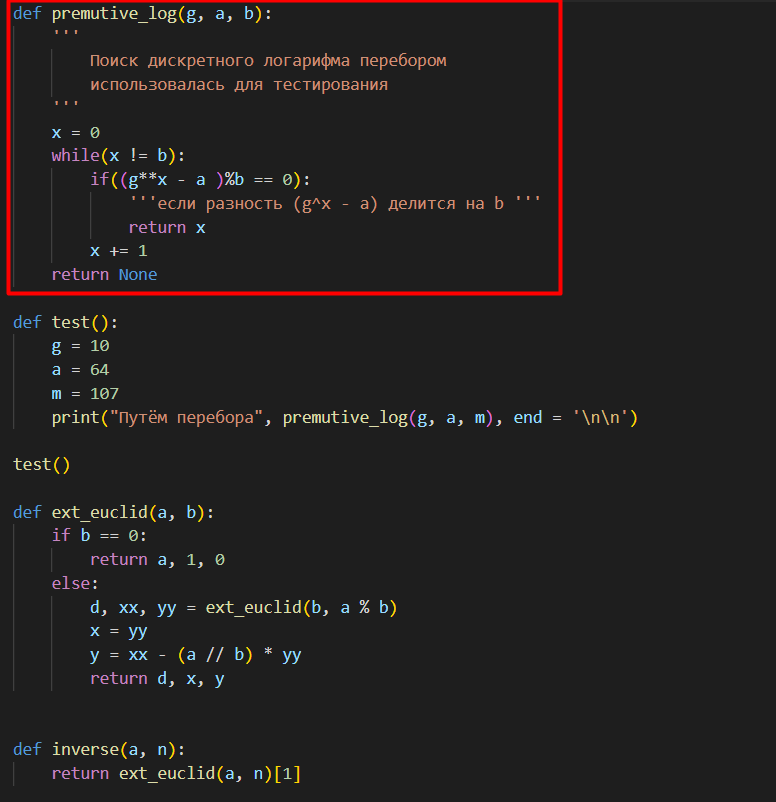 def premutive_log(g, a, b):
    '''
        Поиск дискретного логарифма перебором
        использовалась для тестирования
    '''
    x = 0
    while(x != b):
        if((g**x - a )%b == 0):
            '''если разность (g^x - a) делится на b '''
            return x
        x += 1
    return None

def test():
    g = 10
    a = 64
    m = 107
    print("Путём перебора", premutive_log(g, a, m), end = '\n\n')

test()

def ext_euclid(a, b):
    if b == 0:
        return a, 1, 0
    else:
        d, xx, yy = ext_euclid(b, a % b)
        x = yy
        y = xx - (a // b) * yy
        return d, x, y


def inverse(a, n):
    return ext_euclid(a, n)[1]